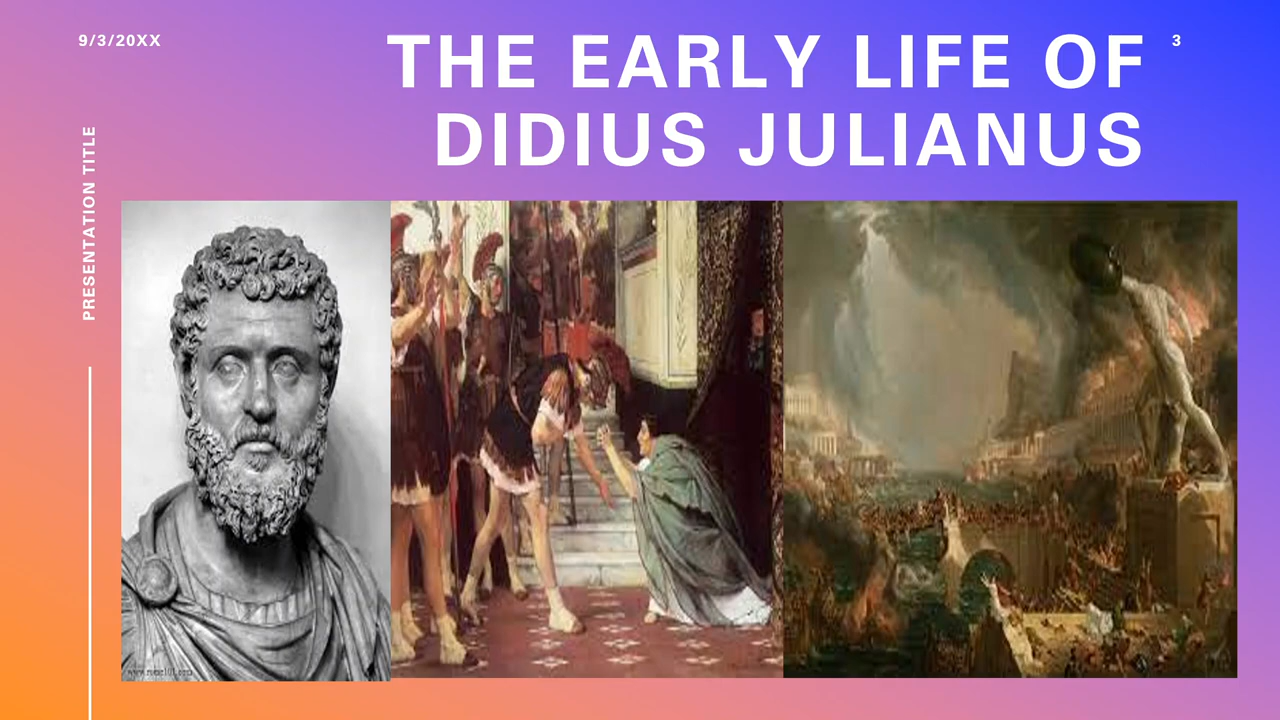 9/3/20XX
THE EARLY LIFE OF
DIDIUS JULIANUS
3
PRESENTATION TITLE